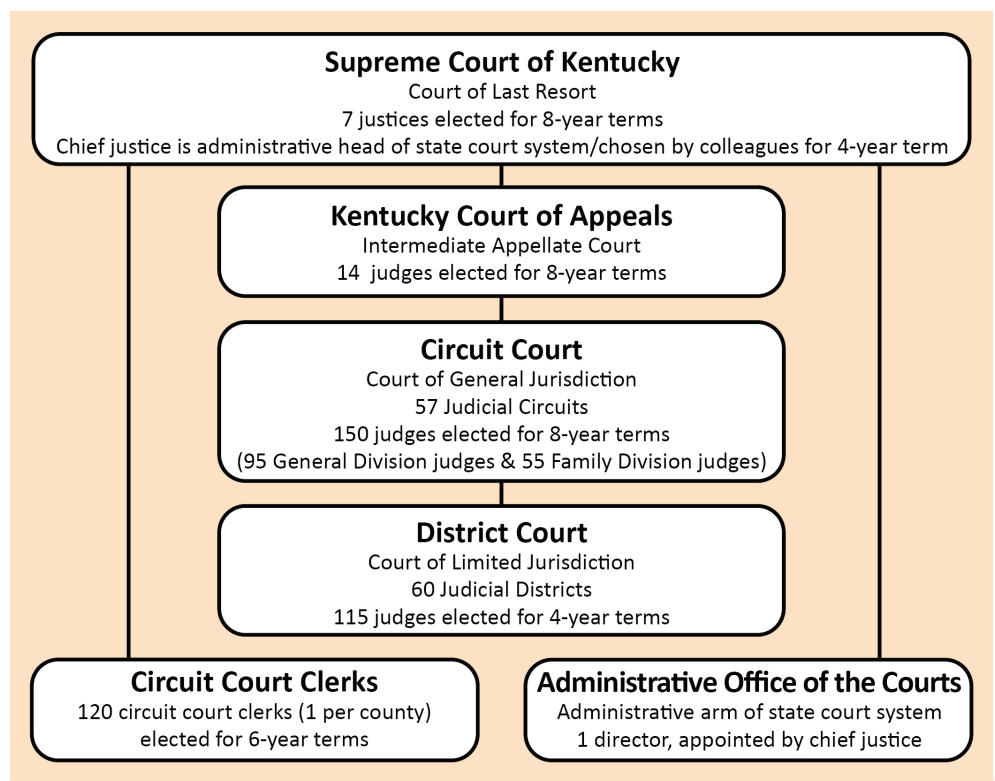 Supreme Court of Kentucky
Court of Last Resort
7 justices elected for 8-year terms
Chief justice is administrative head of state court system/chosen by colleagues for 4-year term
Kentucky Court of Appeals
Intermediate Appellate Court
14 judges elected for 8-year terms
Circuit Court
Court of General Jurisdiction
57 Judicial Circuits
150 judges elected for 8-year terms
(95 General Division judges & 55 Family Division judges)
District Court
Court of Limited Jurisdiction
60 Judicial Districts
115 judges elected for 4-year terms
Circuit Court Clerks
120 circuit court clerks (1 per county)
elected for 6-year terms
Administrative Office of the Courts
Administrative arm of state court system
1 director, appointed by chief justice